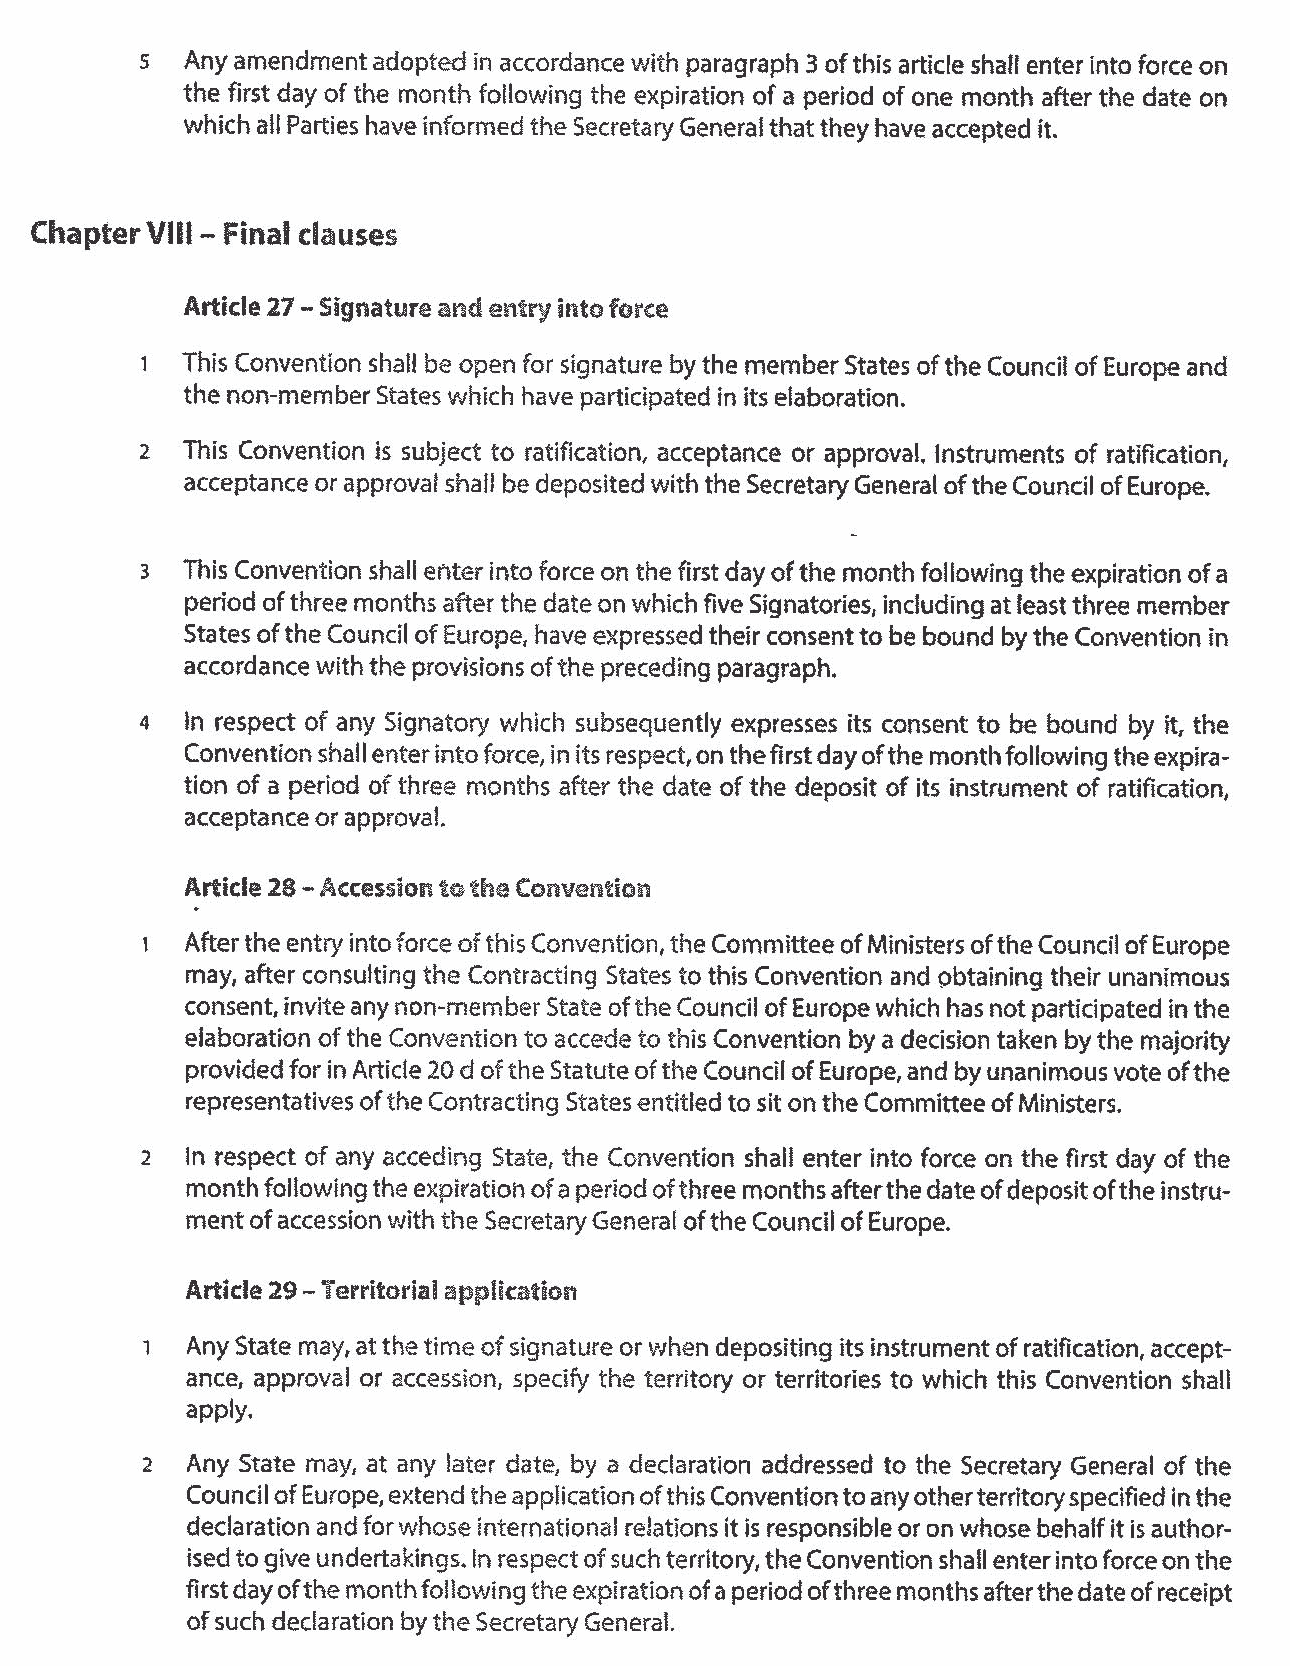 5 Any amendment adopted in accordance with paragraph 3 of this article shall enter into force on
the first day of the month following the expiration of a period of one month after the date on
which all Parties have informed the Secretary General that they have accepted it.
Chapter VIII – Final clauses
Article 27 – Signature and entry into force
1 This Convention shall be open for signature by the member States of the Council of Europe and
the non-member States which have participated in its elaboration.
2 This Convention is subject to ratification, acceptance or approval. Instruments of ratification,
acceptance or approval shall be deposited with the Secretary General of the Council of Europe.
3 This Convention shall enter into force on the first day of the month following the expiration of a
period of three months after the date on which five Signatories, including at least three member
States of the Council of Europe, have expressed their consent to be bound by the Convention in
accordance with the provisions of the preceding paragraph.
4 In respect of any Signatory which subsequently expresses its consent to be bound by it, the
Convention shall enter into force, in its respect, on the first day of the month following the expira-
tion of a period of three months after the date of the deposit of its instrument of ratification,
acceptance or approval.
Article 28 – Accession to the Convention
1 After the entry into force of this Convention, the Committee of Ministers of the Council of Europe
may, after consulting the Contracting States to this Convention and obtaining their unanimous
consent, invite any non-member State of the Council of Europe which has not participated in the
elaboration of the Convention to accede to this Convention by a decision taken by the majority
provided for in Article 20 d of the Statute of the Council of Europe, and by unanimous vote of the
representatives of the Contracting States entitled to sit on the Committee of Ministers.
2 In respect of any acceding State, the Convention shall enter into force on the first day of the
month following the expiration of a period of three months after the date of deposit of the instru-
ment of accession with the Secretary General of the Council of Europe.
Article 29 – Territorial application
1 Any State may, at the time of signature or when depositing its instrument of ratification, accept-
ance, approval or accession, specify the territory or territories to which this Convention shall
apply.
2 Any State may, at any later date, by a declaration addressed to the Secretary General of the
Council of Europe, extend the application of this Convention to any other territory specified in the
declaration and for whose international relations it is responsible or on whose behalf it is author-
ised to give undertakings. In respect of such territory, the Convention shall enter into force on the
first day of the month following the expiration of a period of three months after the date of receipt
of such declaration by the Secretary General.